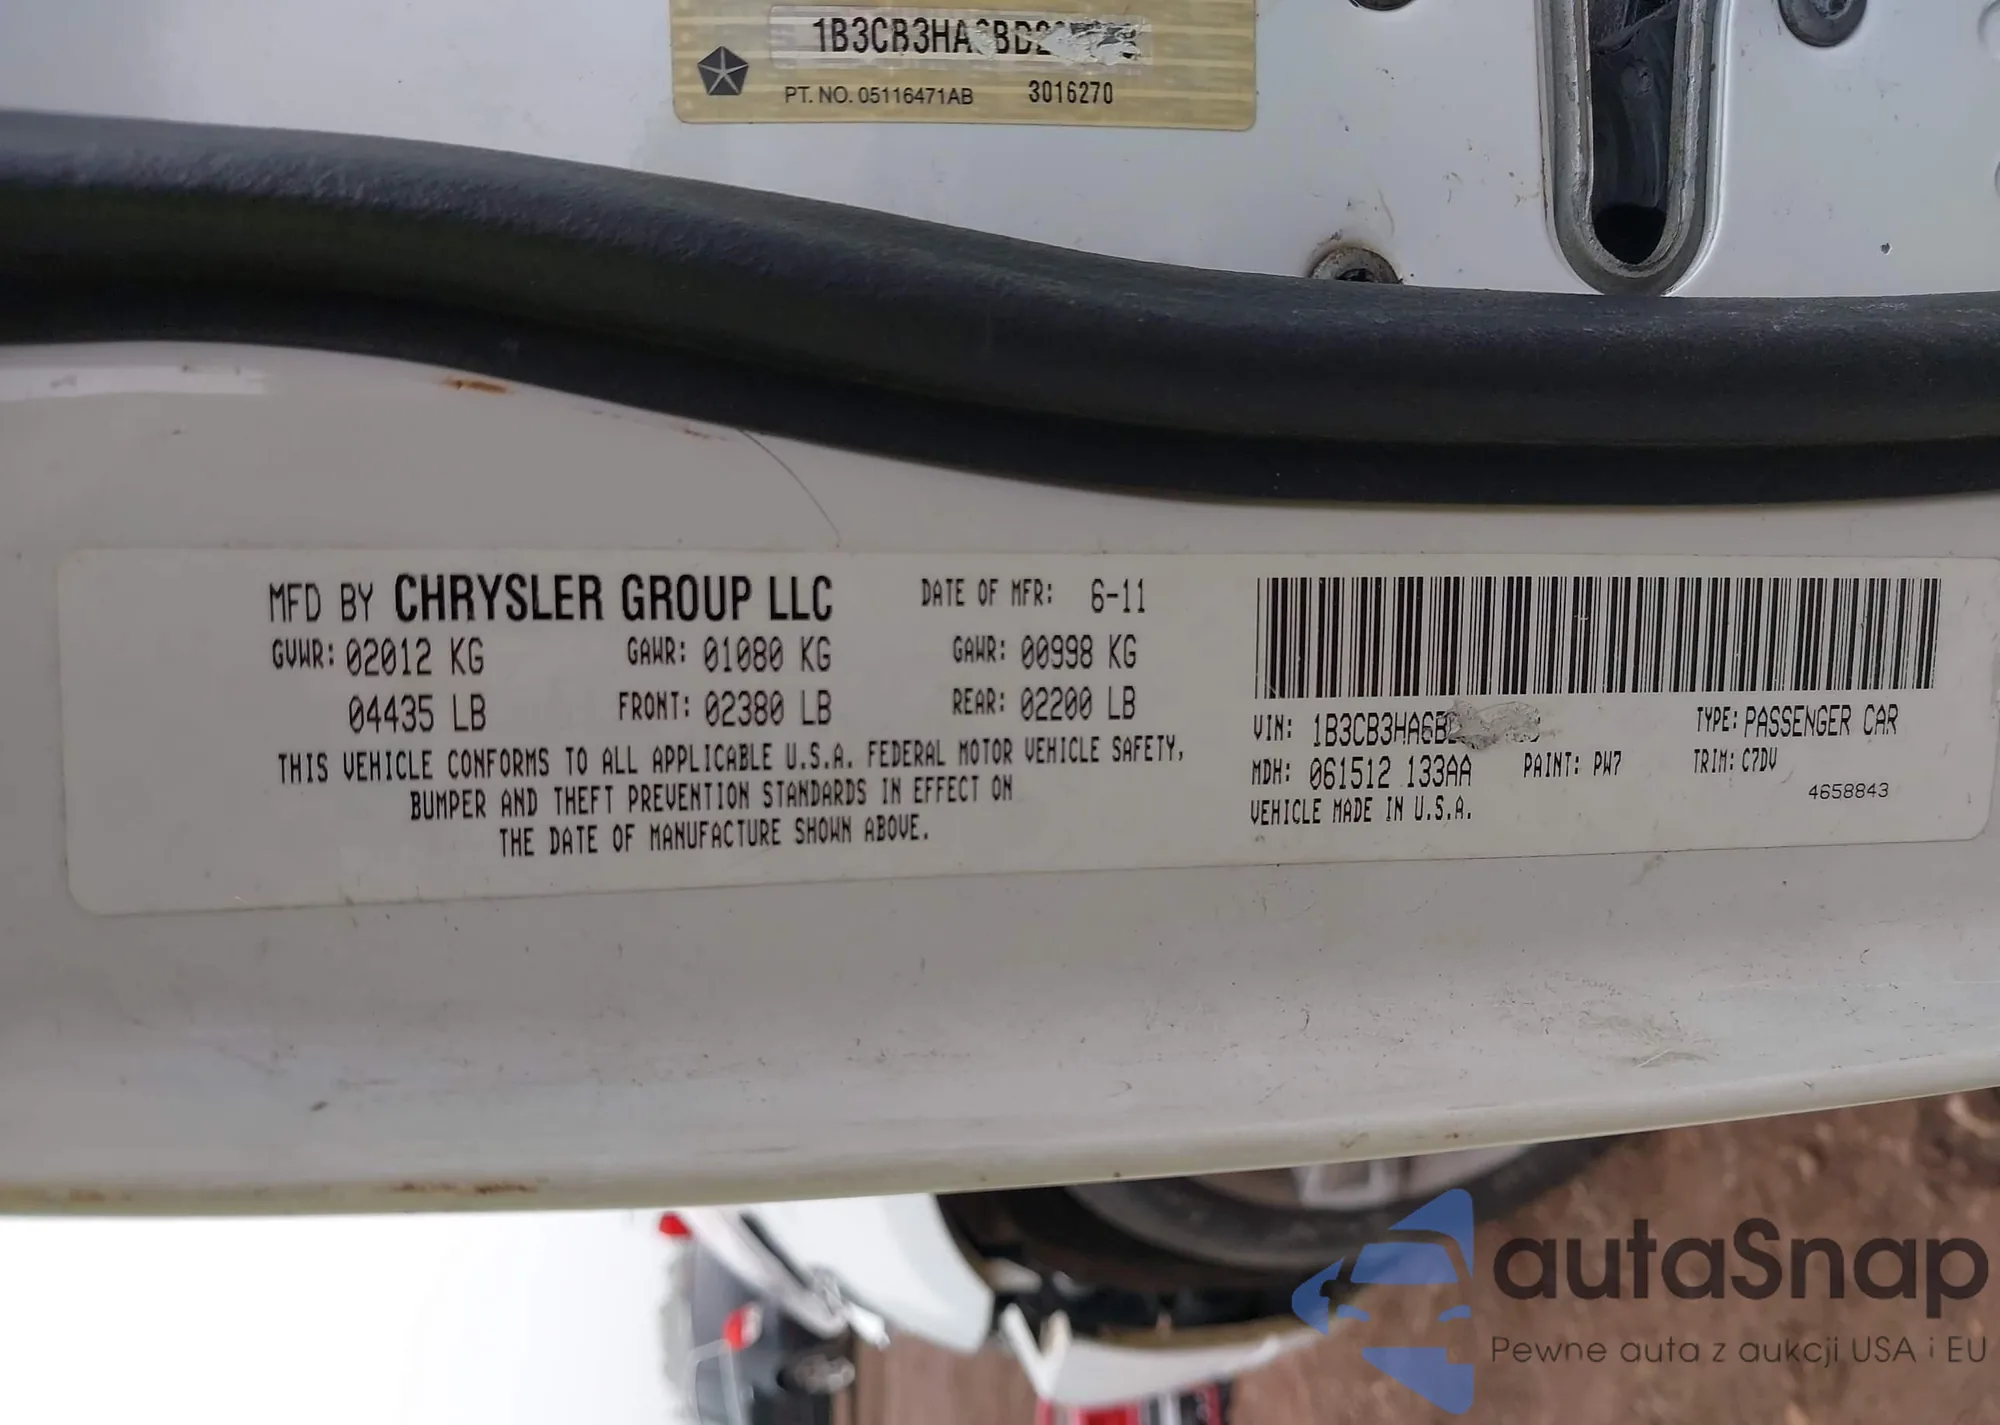 1B3CB3HA
PT. NO. 05116471AB 3016270
MFD BY CHRYSLER GROUP LLC DATE OF MFR: 6-11
GVWR: 02012 KG GAWR: 01080 KG GAWR: 00998 KG
04435 LB FRONT: 02380 LB REAR: 02200 LB
THIS VEHICLE CONFORMS TO ALL APPLICABLE U.S.A. FEDERAL MOTOR VEHICLE SAFETY,
BUMPER AND THEFT PREVENTION STANDARDS IN EFFECT ON
THE DATE OF MANUFACTURE SHOWN ABOVE.
VIN: 1B3CB3HA6B TYPE: PASSENGER CAR
MDH: 061512 133AA PAINT: PW7 TRIM: C7DV
VEHICLE MADE IN U.S.A. 4658843
autaSnap
Pewne auta z aukcji USA i EU